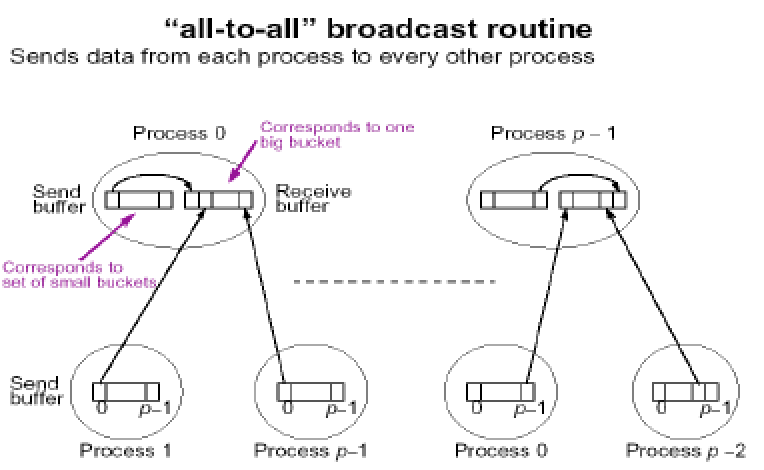 “all-to-all” broadcast routine
Sends data from each process to every other process
Process 0
Corresponds to one
big bucket
Process p – 1
Send
buffer
Receive
buffer
Corresponds to
set of small buckets
Send
buffer
0 p–1
0 p–1
0 p–1
0 p–1
Process 1
Process p–1
Process 0
Process p –2